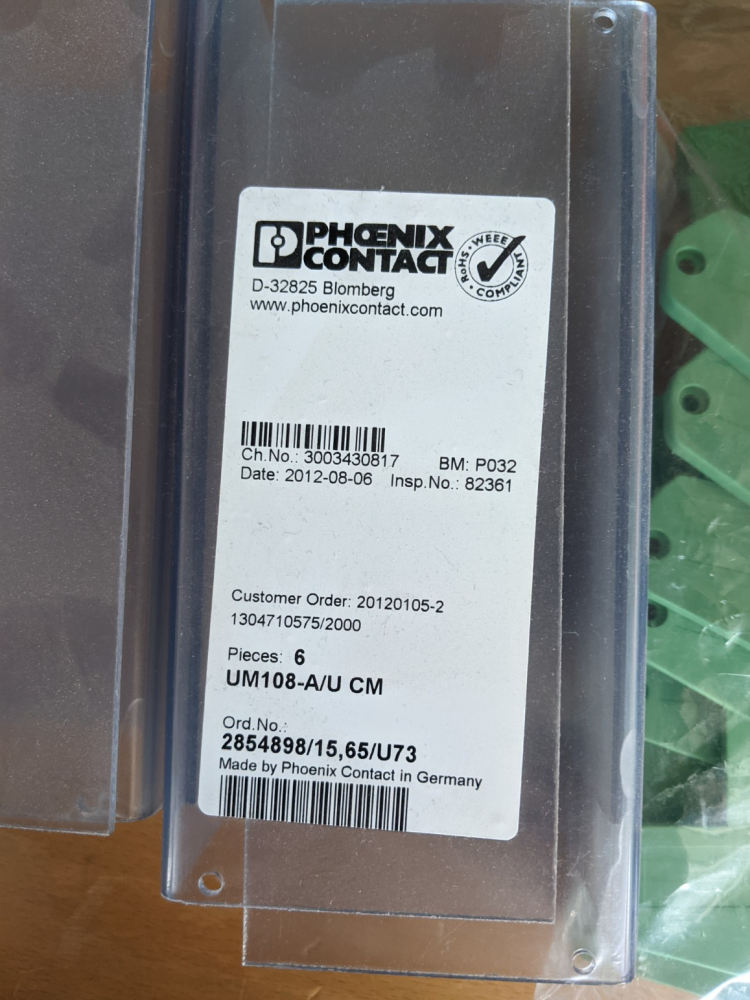 PHŒNIX
CONTACT
WEEE
RoHS
COMPLIANT
D-32825 Blomberg
www.phoenixcontact.com
Ch.No.: 3003430817 BM: P032
Date: 2012-08-06 Insp.No.: 82361
Customer Order: 20120105-2
1304710575/2000
Pieces: 6
UM108-A/U CM
Ord.No.:
2854898/15,65/U73
Made by Phoenix Contact in Germany